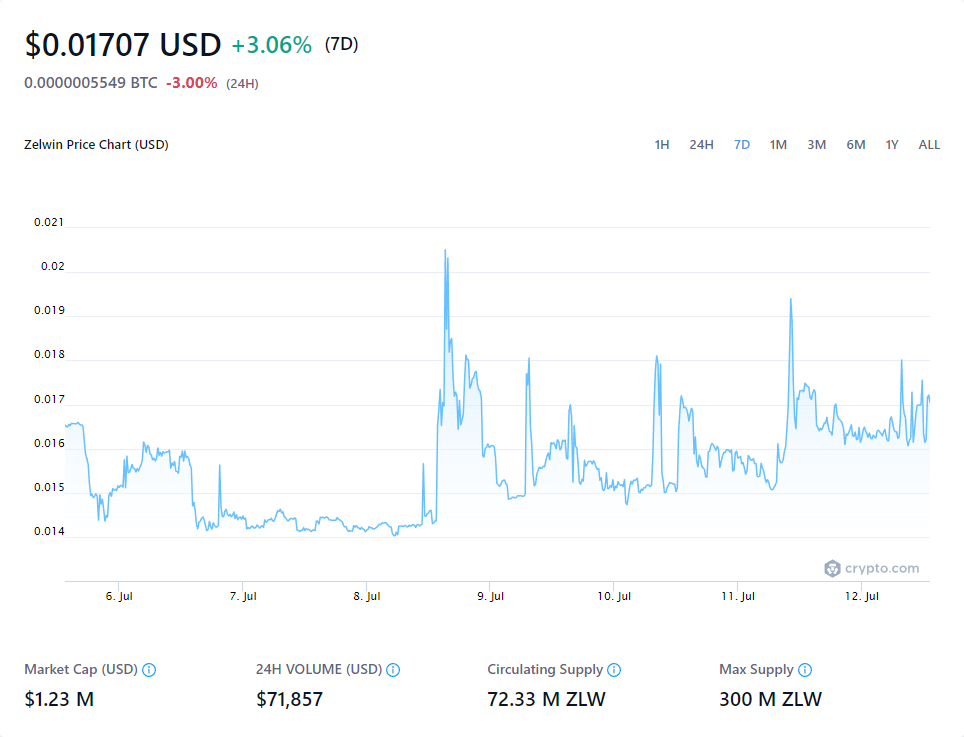 $0.01707 USD +3.06% (7D)
0.0000005549 BTC -3.00% (24H)
Zelwin Price Chart (USD)
1H 24H 7D 1M 3M 6M 1Y ALL
0.021
0.02
0.019
0.018
0.017
0.016
0.015
0.014
crypto.com
6. Jul 7. Jul 8. Jul 9. Jul 10. Jul 11. Jul 12. Jul
Market Cap (USD) 24H VOLUME (USD) Circulating Supply Max Supply
$1.23 M $71,857 72.33 M ZLW 300 M ZLW